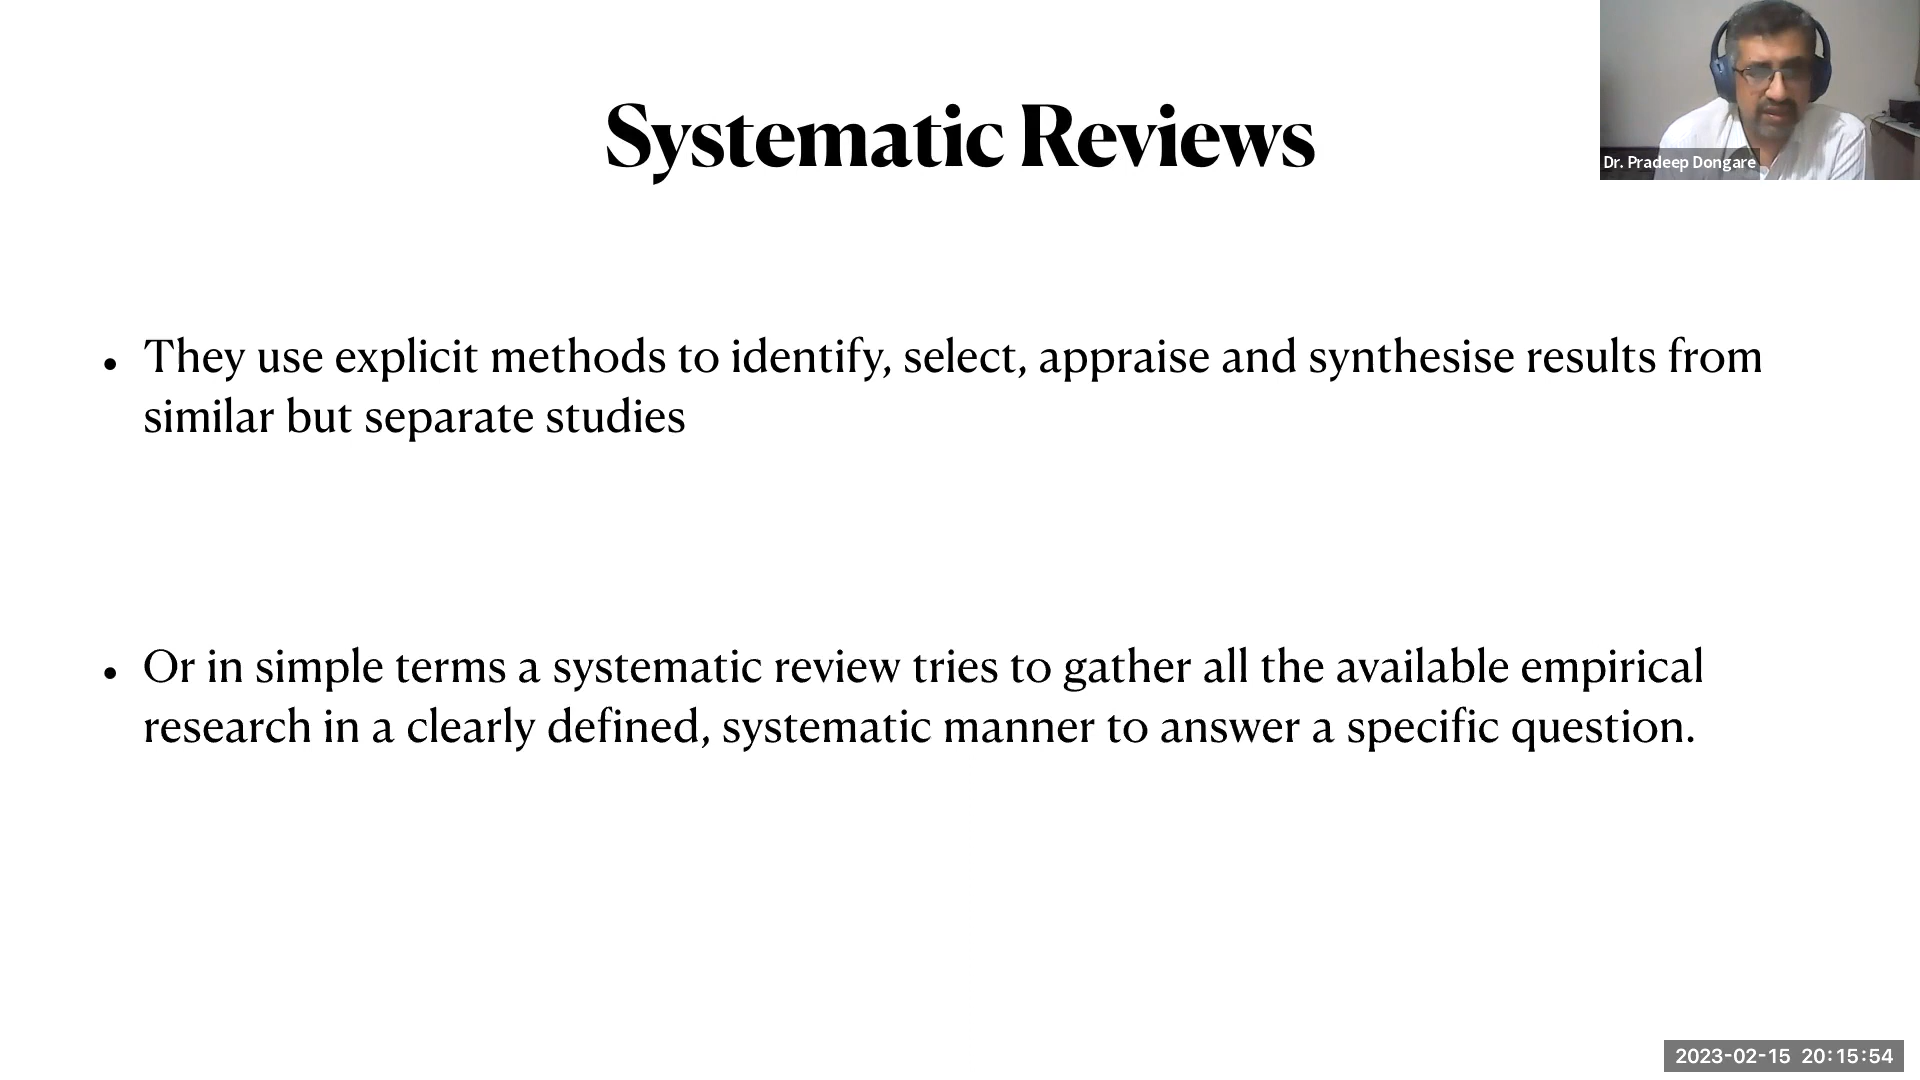 Systematic Reviews
Dr. Pradeep Dongare
• They use explicit methods to identify, select, appraise and synthesise results from
similar but separate studies
• Or in simple terms a systematic review tries to gather all the available empirical
research in a clearly defined, systematic manner to answer a specific question.
2023-02-15 20:15:54